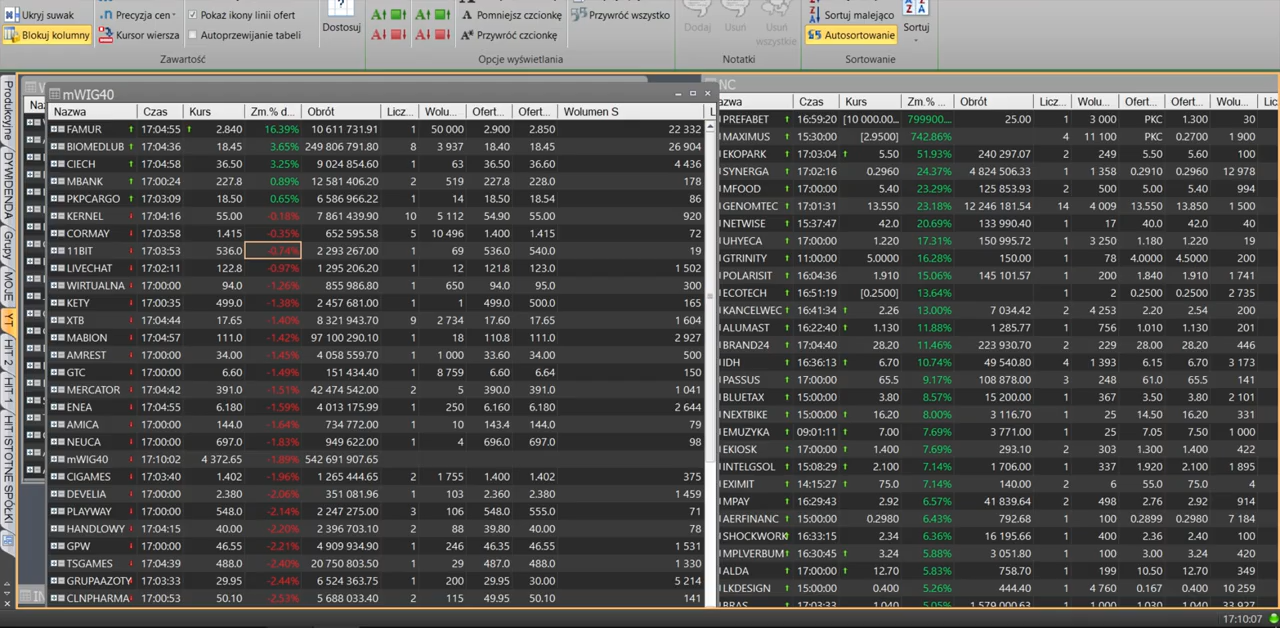 Ukryj suwak
Precyzja cen
Pokaż ikony linii ofert
Blokuj kolumny
Kursor wiersza
Autoprzewijanie tabeli
Dostosuj
Pomniejsz czcionkę
Przywróć czcionkę
Przywróć wszystko
Dodaj
Usuń
Usuń wszystkie
Sortuj malejąco
Autosortowanie
Sortuj
Zawartość
Opcje wyświetlania
Notatki
Sortowanie
Produkcyjne
DYWIDENDA
Grupy
MOJE
YT
HIT 2
HIT 1
HIT ISTOTNE SPÓŁKI
mWIG40
Nazwa Czas Kurs Zm.% d... Obrót Licz... Wolu... Ofert... Ofert... Wolumen S
FAMUR 17:04:55 2.840 16.39% 10 611 731.91 1 50 000 2.900 2.850 22 332
BIOMEDLUB 17:04:36 18.45 3.65% 249 806 791.80 8 3 937 18.40 18.45 26 904
CIECH 17:04:58 36.50 3.25% 9 024 854.60 1 63 36.50 36.60 4 436
MBANK 17:00:24 227.8 0.89% 12 581 406.20 2 519 227.8 228.0 178
PKPCARGO 17:03:09 18.50 0.65% 6 586 966.22 1 14 18.50 18.54 86
KERNEL 17:04:16 55.00 -0.18% 7 861 439.90 10 5 112 54.90 55.00 920
CORMAY 17:03:58 1.415 -0.35% 652 595.58 5 10 496 1.400 1.415 72
11BIT 17:03:53 536.0 -0.74% 2 293 267.00 1 69 536.0 540.0 19
LIVECHAT 17:02:11 122.8 -0.97% 1 295 206.20 1 12 121.8 123.0 1 502
WIRTUALNA 17:00:00 94.0 -1.26% 855 986.80 1 650 94.0 95.0 300
KETY 17:00:35 499.0 -1.38% 2 457 681.00 1 1 499.0 500.0 165
XTB 17:04:44 17.65 -1.40% 8 321 943.70 9 2 734 17.65 17.66 1 604
MABION 17:04:57 111.0 -1.42% 97 100 290.10 1 18 110.8 111.0 2 927
AMREST 17:00:00 34.00 -1.45% 4 058 559.70 1 1 000 33.60 34.00 500
GTC 17:00:00 6.60 -1.49% 151 434.40 1 8 759 6.60 6.64 150
MERCATOR 17:04:42 391.0 -1.51% 42 474 542.00 2 5 390.0 391.0 1 041
ENEA 17:04:55 6.180 -1.59% 4 013 175.99 1 250 6.160 6.180 2 644
AMICA 17:00:00 144.0 -1.64% 734 772.00 1 10 143.4 144.0 79
NEUCA 17:00:00 697.0 -1.83% 949 622.00 1 4 696.0 697.0 98
mWIG40 17:10:02 4 372.65 -1.89% 542 691 907.65
CIGAMES 17:03:43 1.402 -1.96% 1 265 444.65 2 1 755 1.401 1.402 375
DEVELIA 17:00:00 2.380 -2.06% 351 081.96 1 103 2.360 2.380 1 459
PLAYWAY 17:00:00 548.0 -2.14% 2 247 275.00 3 106 548.0 555.0 71
HANDLOWY 17:04:15 40.00 -2.20% 2 396 703.10 2 88 39.80 40.00 78
GPW 17:00:00 46.55 -2.21% 4 909 934.90 1 246 46.35 46.55 1 531
TSGAMES 17:04:39 488.0 -2.40% 20 750 803.50 1 29 487.0 488.0 1 330
GRUPAAZOTY 17:03:33 29.95 -2.44% 6 524 363.75 1 200 29.95 30.00 5 214
CLNPHARMA 17:03:00 50.10 -2.53% 5 688 033.40 2 115 49.95 50.10 141
NC
azwa Czas Kurs Zm.% ... Obrót Licz... Wolu... Ofert... Ofert... Wolu... Licz
PREFABET 16:59:20 [10 000.00... 799900... 25.00 1 3 000 PKC 1.300 30
MAXIMUS 15:30:00 [2.9500] 742.86% 4 11 100 PKC 0.2700 1 900
EKOPARK 17:03:04 5.50 51.93% 240 297.07 2 249 5.50 5.60 100
SYNERGA 17:02:16 0.2960 24.37% 4 824 506.33 1 1 358 0.2910 0.2960 12 978
MFOOD 17:00:00 5.40 23.29% 125 853.93 2 508 5.00 5.40 994
GENOMTEC 17:01:31 13.550 23.18% 12 246 181.54 14 4 009 13.550 13.850 1 500
NETWISE 15:37:47 42.0 20.69% 133 990.40 1 17 40.0 42.0 40
UHYECA 17:00:00 1.220 17.31% 150 995.72 1 3 250 1.180 1.220 19
GTRINITY 11:00:00 5.0000 16.28% 150.00 1 78 4.0000 4.5000 200
POLARISIT 16:04:36 1.910 15.06% 145 101.57 1 200 1.840 1.910 1 741
ECOTECH 16:51:19 [0.2500] 13.64% 1 2 0.2500 0.2500 2 735
KANCELWEC 16:41:34 2.26 13.00% 7 034.42 2 4 253 2.20 2.54 200
ALUMAST 16:22:40 1.130 11.88% 1 285.77 1 756 1.010 1.130 201
BRAND24 17:04:40 28.20 11.46% 223 930.70 2 229 28.00 28.20 446
IDH 16:36:13 6.70 10.74% 49 540.80 4 1 393 6.15 6.70 3 173
PASSUS 17:00:00 65.5 9.17% 108 878.00 3 248 61.0 65.5 141
BLUETAX 15:00:00 3.80 8.57% 15 200.00 1 367 3.50 3.80 2 101
NEXTBIKE 15:00:00 16.20 8.00% 3 116.70 1 25 14.50 16.20 331
EMUZYKA 09:01:11 7.00 7.69% 3 771.00 1 25 7.05 7.50 1 000
EKIOSK 17:00:00 1.400 7.69% 293.10 2 403 1.300 1.400 422
INTELGSOL 15:08:29 2.100 7.14% 1 706.00 1 337 1.920 2.100 1 895
EXIMIT 14:15:27 75.0 7.14% 140.00 2 6 55.0 75.0 4
MPAY 16:29:43 2.92 6.57% 41 839.64 2 498 2.76 2.92 914
AERFINANC 15:00:00 0.2980 6.43% 792.68 1 100 0.2899 0.2980 7 184
SHOCKWORK 16:33:15 2.34 6.36% 16 195.66 1 400 2.36 2.40 100
MPLVERBUM 16:30:45 3.24 5.88% 3 051.80 1 100 3.00 3.24 420
ALDA 17:00:00 12.70 5.83% 758.70 1 199 10.50 12.70 349
LKDESIGN 15:00:00 0.400 5.26% 444.40 4 3 760 0.167 0.400 10 259
BRAS 17:03:33 1.040 5.05% 1 579 000.63 1 9 000 1.030 1.040 33 927
17:10:07